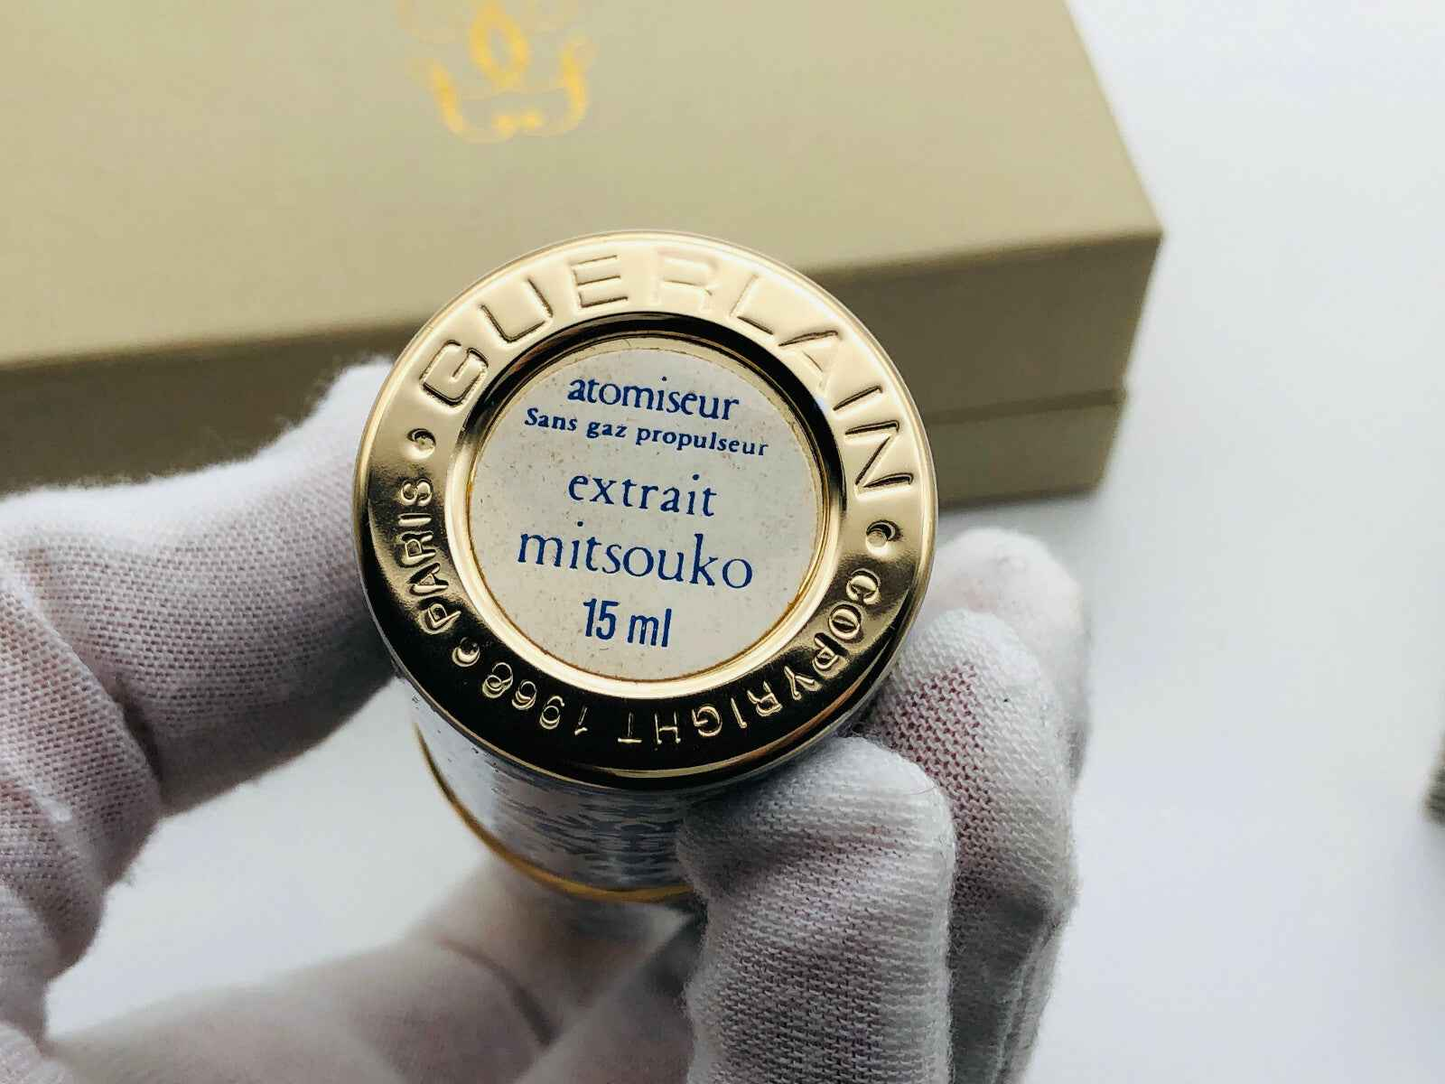 GUERLAIN
COPYRIGHT 1968
PARIS
atomiseur
Sans gaz propulseur
extrait
mitsouko
15 ml